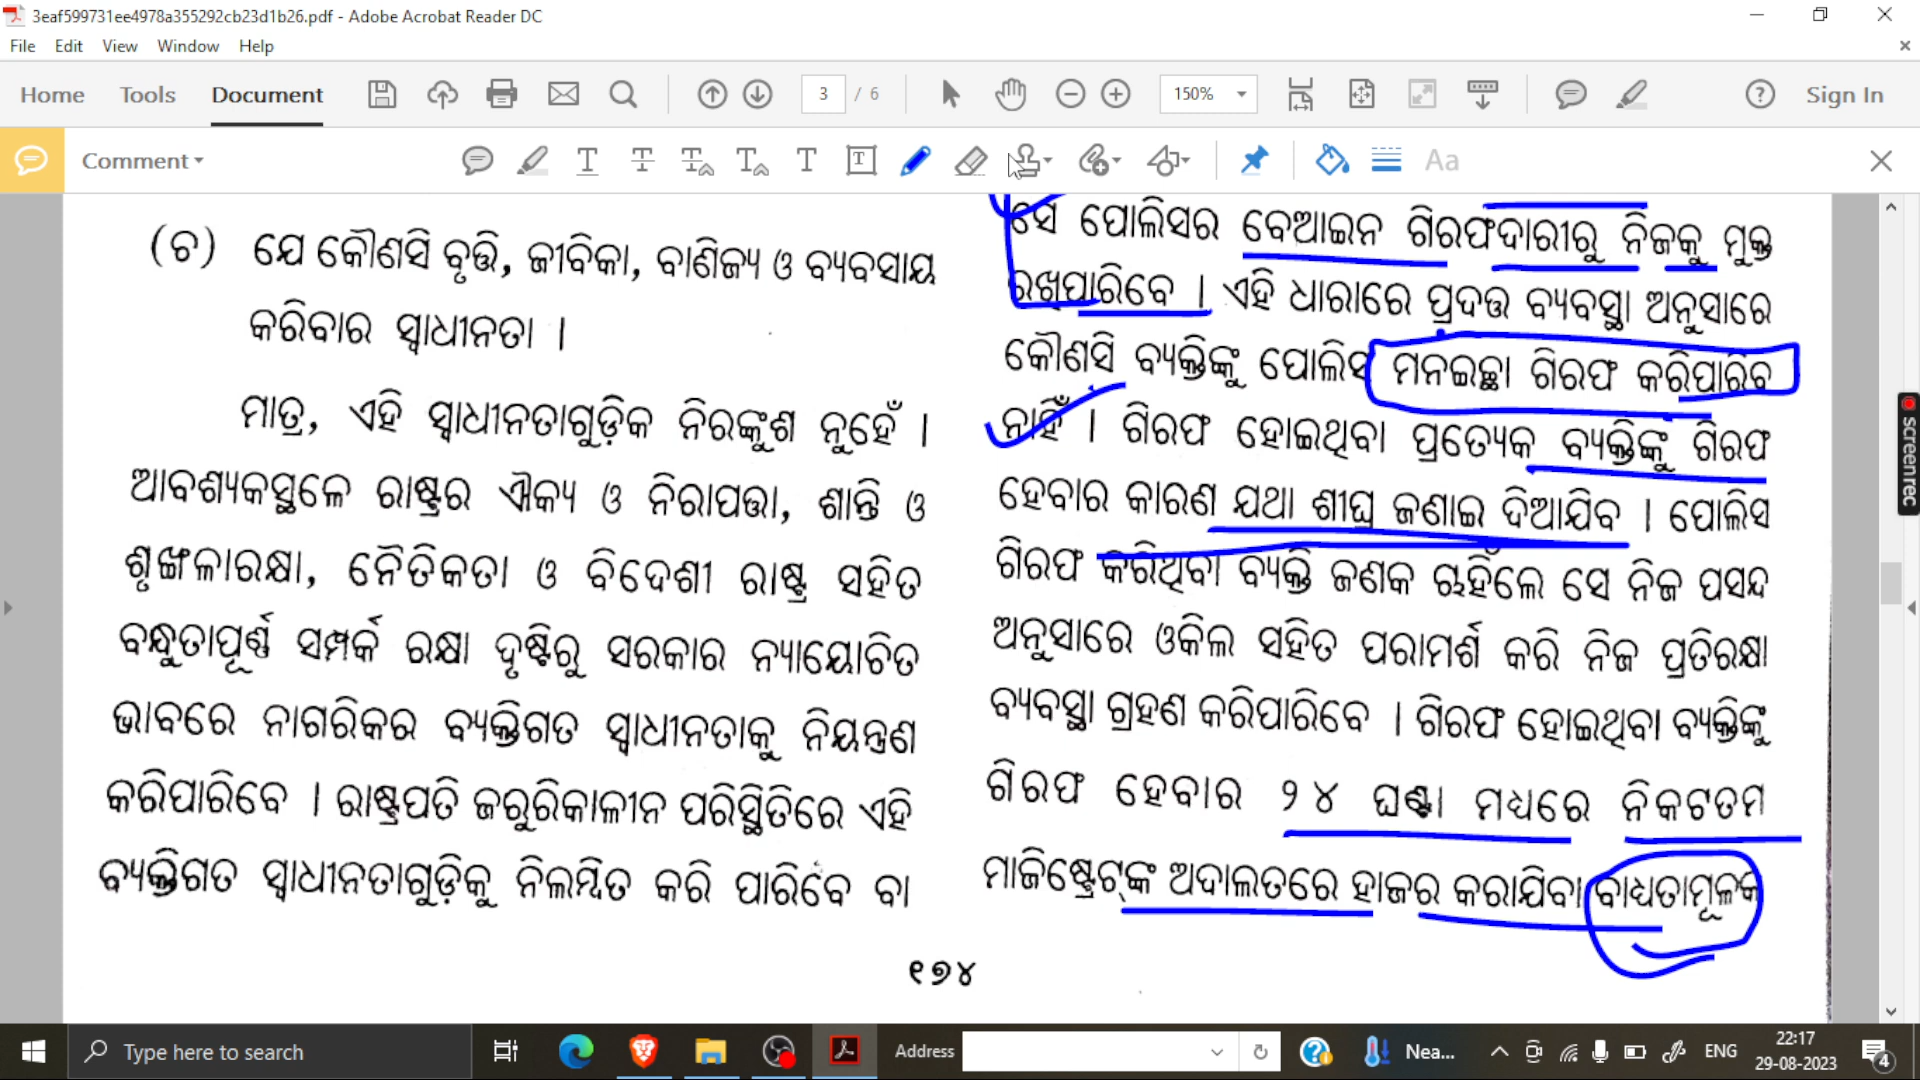 3eaf599731ee4978a355292cb23d1b26.pdf - Adobe Acrobat Reader DC
File Edit View Window Help
Home Tools Document 3 / 6 150% Sign In
Comment Aa
(ଚ) ଯେ କୌଣସି ବୃତ୍ତି, ଜୀବିକା, ବାଣିଜ୍ୟ ଓ ବ୍ୟବସାୟ
କରିବାର ସ୍ୱାଧୀନତା ।
ମାତ୍ର, ଏହି ସ୍ୱାଧୀନତାଗୁଡ଼ିକ ନିରଙ୍କୁଶ ନୁହେଁ ।
ଆବଶ୍ୟକସ୍ଥଳେ ରାଷ୍ଟ୍ରର ଐକ୍ୟ ଓ ନିରାପତ୍ତା, ଶାନ୍ତି ଓ
ଶୃଙ୍ଖଳାରକ୍ଷା, ନୈତିକତା ଓ ବିଦେଶୀ ରାଷ୍ଟ୍ର ସହିତ
ବନ୍ଧୁତାପୂର୍ଣ୍ଣ ସମ୍ପର୍କ ରକ୍ଷା ଦୃଷ୍ଟିରୁ ସରକାର ନ୍ୟାୟୋଚିତ
ଭାବରେ ନାଗରିକର ବ୍ୟକ୍ତିଗତ ସ୍ୱାଧୀନତାକୁ ନିୟନ୍ତ୍ରଣ
କରିପାରିବେ । ରାଷ୍ଟ୍ରପତି ଜରୁରିକାଳୀନ ପରିସ୍ଥିତିରେ ଏହି
ବ୍ୟକ୍ତିଗତ ସ୍ୱାଧୀନତାଗୁଡ଼ିକୁ ନିଲମ୍ବିତ କରି ପାରିବେ ବା
ସେ ପୋଲିସର ବେଆଇନ ଗିରଫଦାରୀରୁ ନିଜକୁ ମୁକ୍ତ
ରଖିପାରିବେ । ଏହି ଧାରାରେ ପ୍ରଦତ୍ତ ବ୍ୟବସ୍ଥା ଅନୁସାରେ
କୌଣସି ବ୍ୟକ୍ତିଙ୍କୁ ପୋଲିସ ମନଇଚ୍ଛା ଗିରଫ କରିପାରିବ
ନାହିଁ । ଗିରଫ ହୋଇଥିବା ପ୍ରତ୍ୟେକ ବ୍ୟକ୍ତିଙ୍କୁ ଗିରଫ
ହେବାର କାରଣ ଯଥା ଶୀଘ୍ର ଜଣାଇ ଦିଆଯିବ । ପୋଲିସ
ଗିରଫ କରିଥିବା ବ୍ୟକ୍ତି ଜଣକ ଚାହିଁଲେ ସେ ନିଜ ପସନ୍ଦ
ଅନୁସାରେ ଓକିଲ ସହିତ ପରାମର୍ଶ କରି ନିଜ ପ୍ରତିରକ୍ଷା
ବ୍ୟବସ୍ଥା ଗ୍ରହଣ କରିପାରିବେ । ଗିରଫ ହୋଇଥିବା ବ୍ୟକ୍ତିଙ୍କୁ
ଗିରଫ ହେବାର ୨୪ ଘଣ୍ଟା ମଧ୍ୟରେ ନିକଟତମ
ମାଜିଷ୍ଟ୍ରେଟ୍‌ଙ୍କ ଅଦାଲତରେ ହାଜର କରାଯିବା ବାଧ୍ୟତାମୂଳକ
୧୭୪
screenrec
Type here to search Address Nea... ENG 22:17
29-08-2023 4